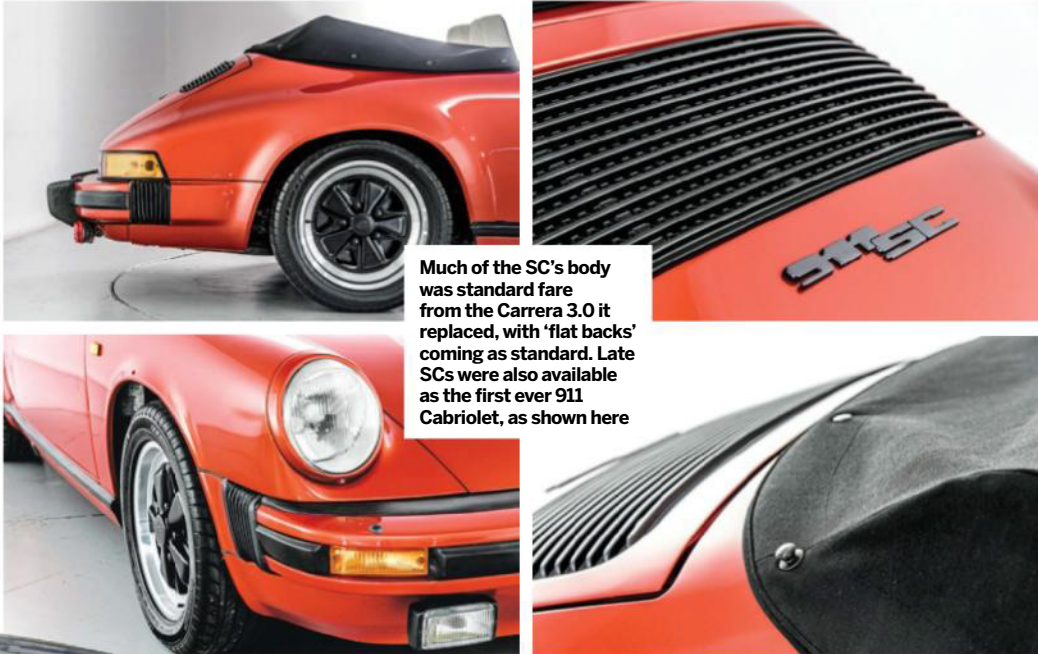 Much of the SC’s body
was standard fare
from the Carrera 3.0 it
replaced, with ‘flat backs’
coming as standard. Late
SCs were also available
as the first ever 911
Cabriolet, as shown here
911SC